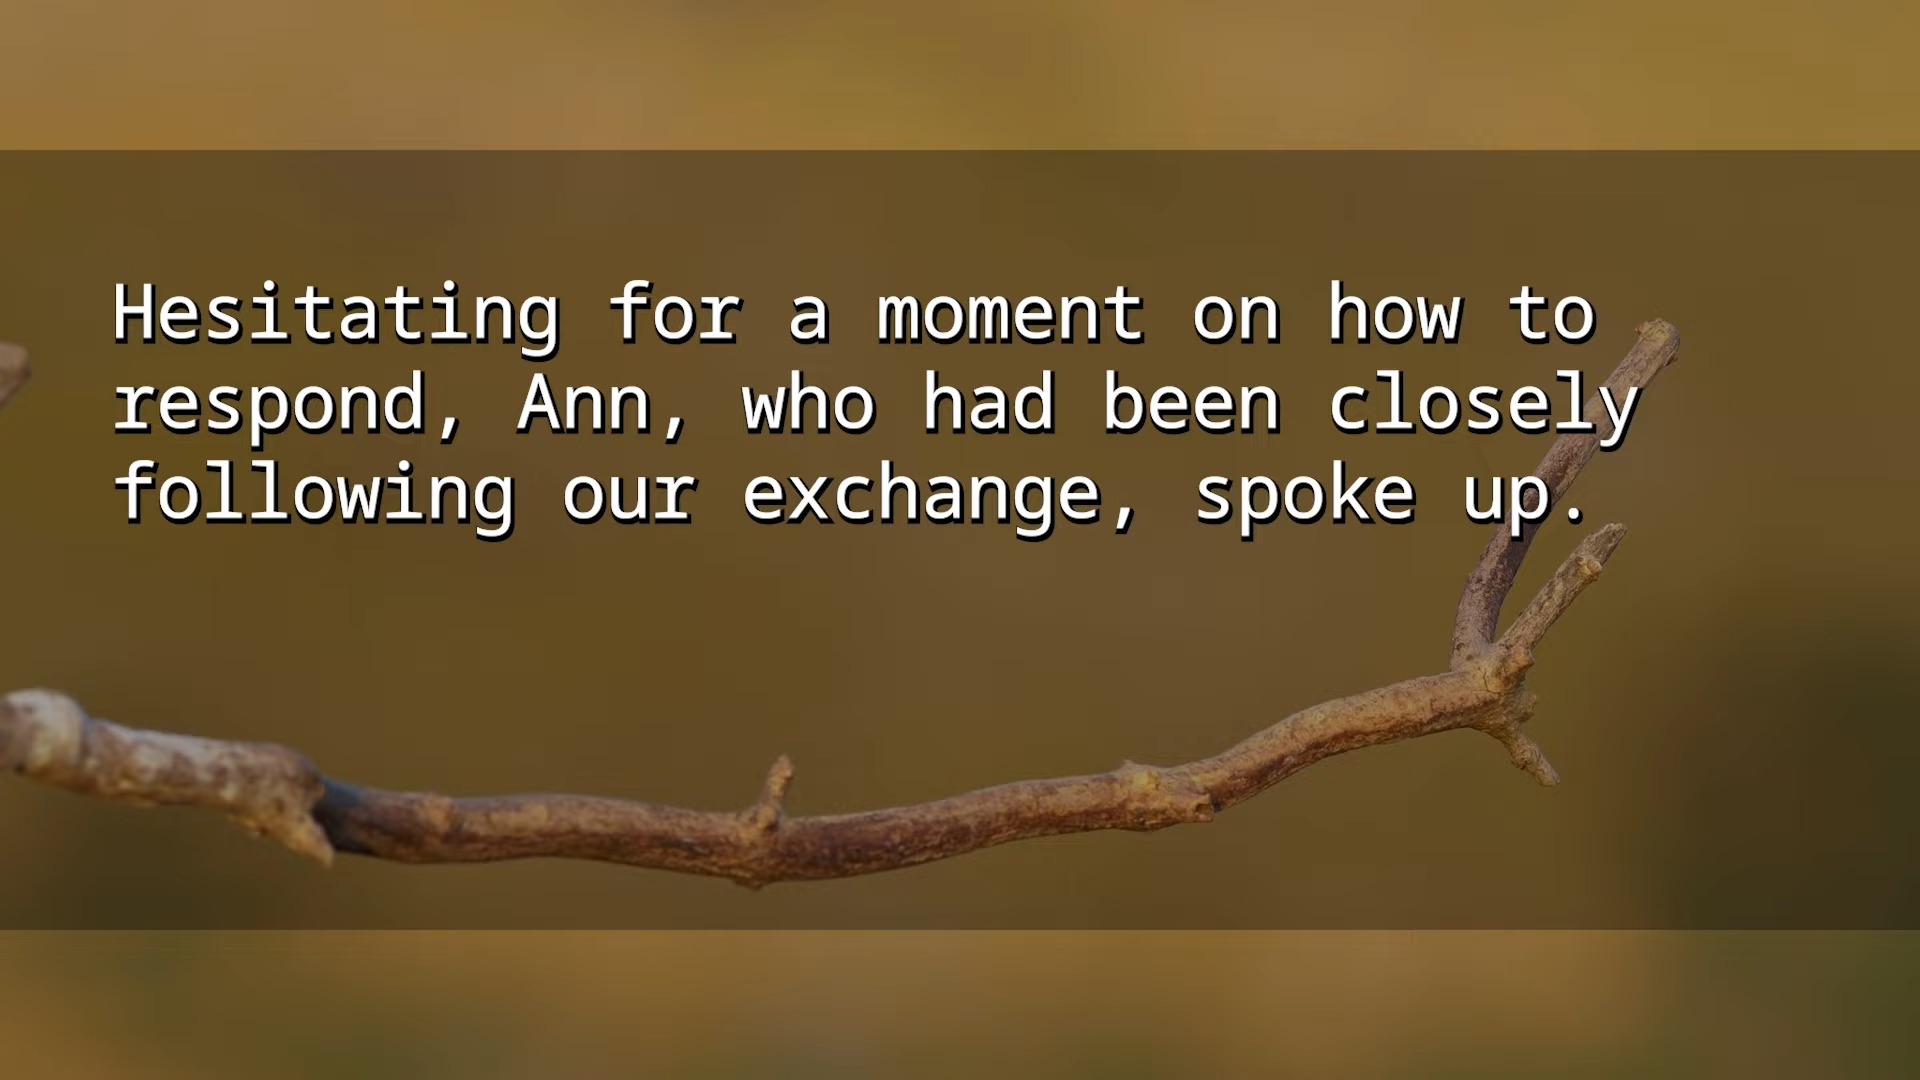 Hesitating for a moment on how to
respond, Ann, who had been closely
following our exchange, spoke up.